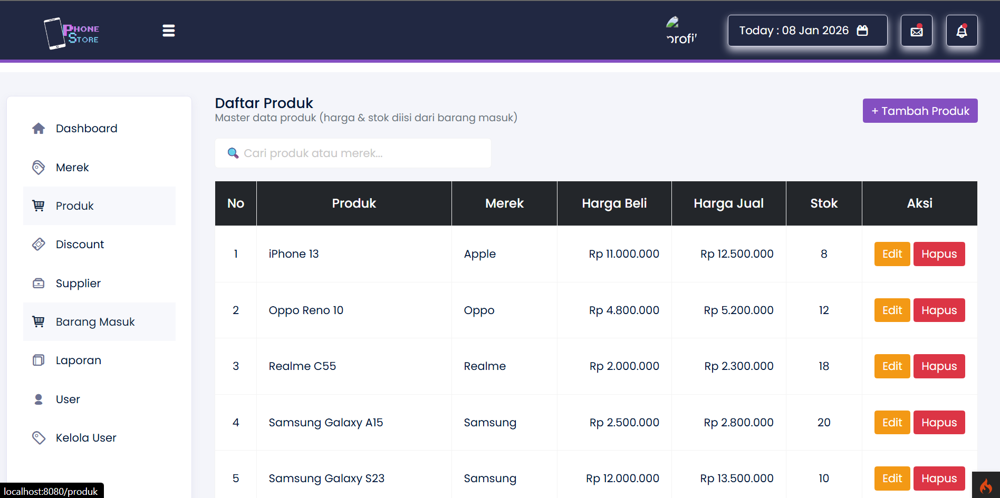 PHONE
STORE
profil
Today : 08 Jan 2026
Dashboard
Merek
Produk
Discount
Supplier
Barang Masuk
Laporan
User
Kelola User
Daftar Produk
Master data produk (harga & stok diisi dari barang masuk)
+ Tambah Produk
Cari produk atau merek...
No Produk Merek Harga Beli Harga Jual Stok Aksi
1 iPhone 13 Apple Rp 11.000.000 Rp 12.500.000 8 Edit Hapus
2 Oppo Reno 10 Oppo Rp 4.800.000 Rp 5.200.000 12 Edit Hapus
3 Realme C55 Realme Rp 2.000.000 Rp 2.300.000 18 Edit Hapus
4 Samsung Galaxy A15 Samsung Rp 2.500.000 Rp 2.800.000 20 Edit Hapus
5 Samsung Galaxy S23 Samsung Rp 12.000.000 Rp 13.500.000 10 Edit Hapus
localhost:8080/produk